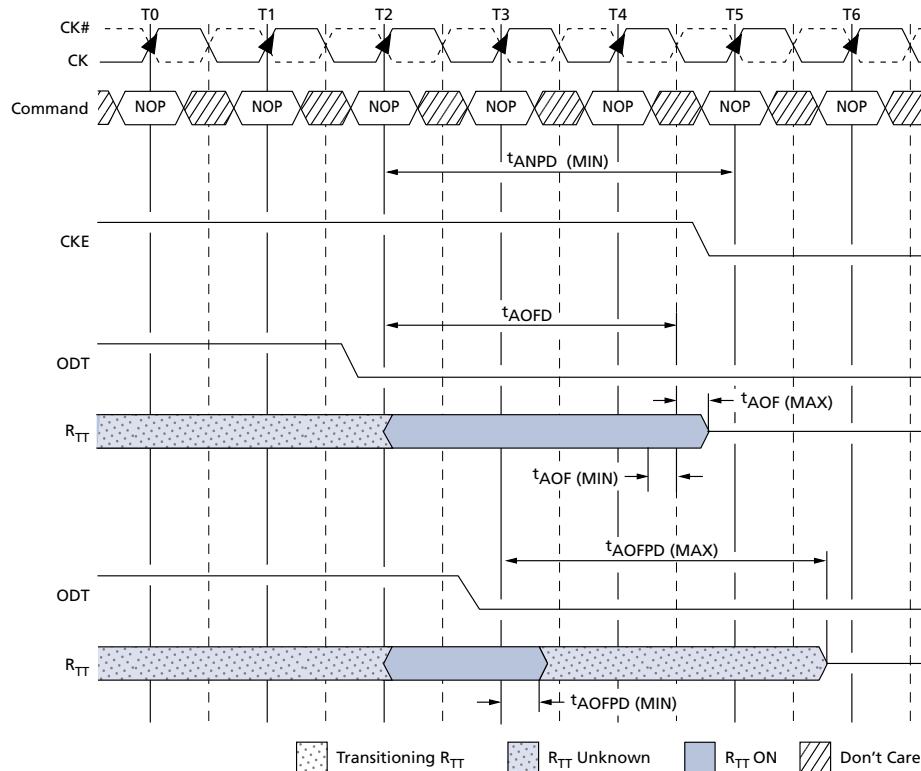 T0 T1 T2 T3 T4 T5 T6
CK#
CK
Command NOP NOP NOP NOP NOP NOP NOP
tANPD (MIN)
CKE
tAOFD
ODT
tAOF (MAX)
RTT
tAOF (MIN)
tAOFPD (MAX)
ODT
RTT
tAOFPD (MIN)
Transitioning RTT RTT Unknown RTT ON Don't Care